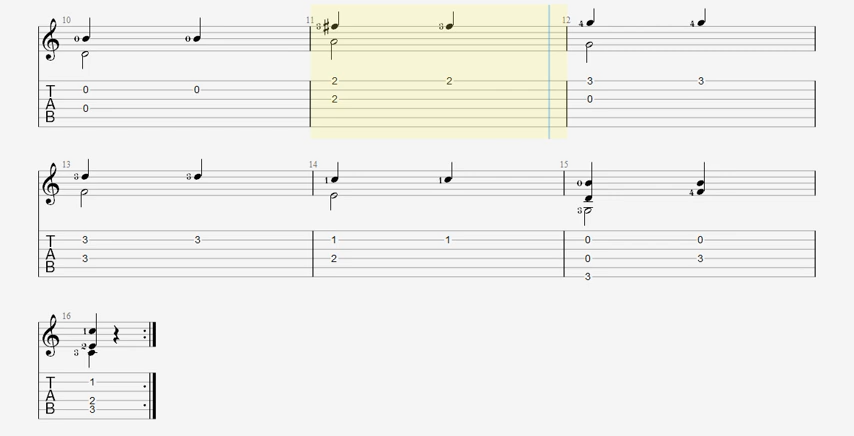 10 11 12
0 0 3 3 4 4
T A B
0 0 2 2 3 3
0 2 0
13 14 15
3 3 1 1 0
4
3
T A B
3 3 1 1 0 0
3 2 0 3
3
16
1
2
3
T A B
1
2
3